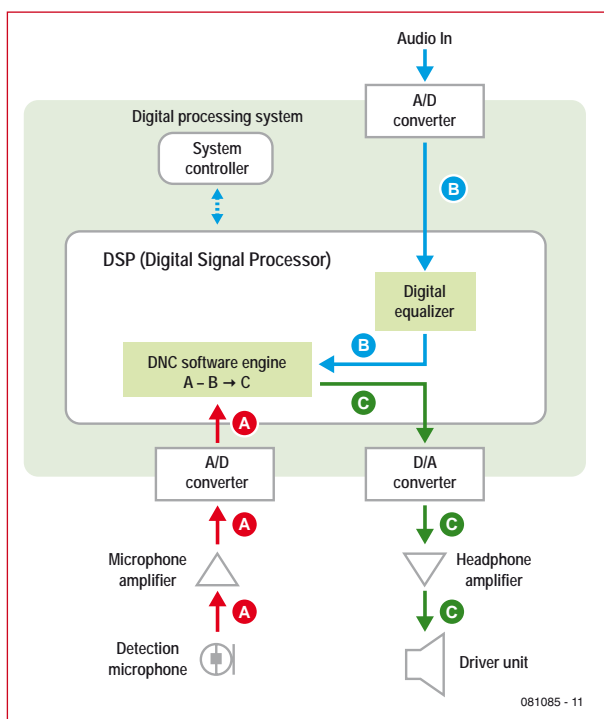 Audio In
A/D
converter
Digital processing system
System
controller
B
DSP (Digital Signal Processor)
Digital
equalizer
B
DNC software engine
A – B → C
C
A
A/D
converter
D/A
converter
A
C
Microphone
amplifier
Headphone
amplifier
A
C
Detection
microphone
Driver unit
081085 - 11